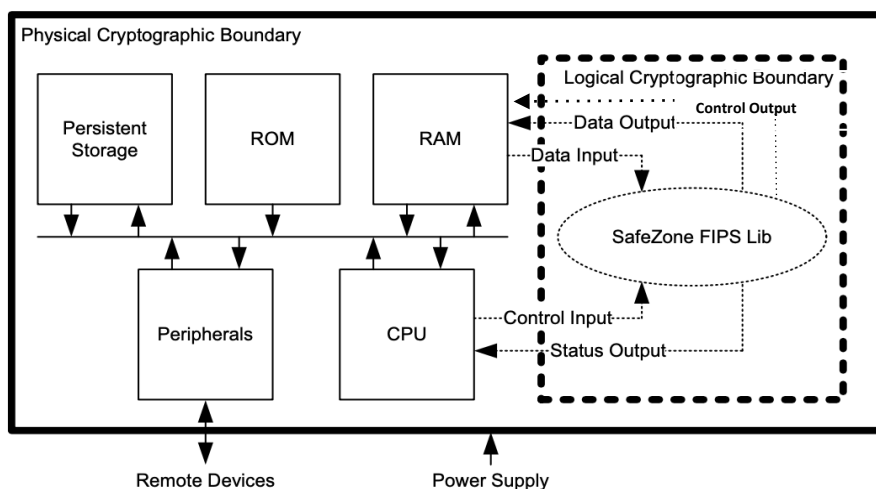 Physical Cryptographic Boundary
Logical Cryptographic Boundary
Persistent
Storage
ROM
RAM
Control Output
Data Output
Data Input
SafeZone FIPS Lib
Peripherals
CPU
Control Input
Status Output
Remote Devices
Power Supply